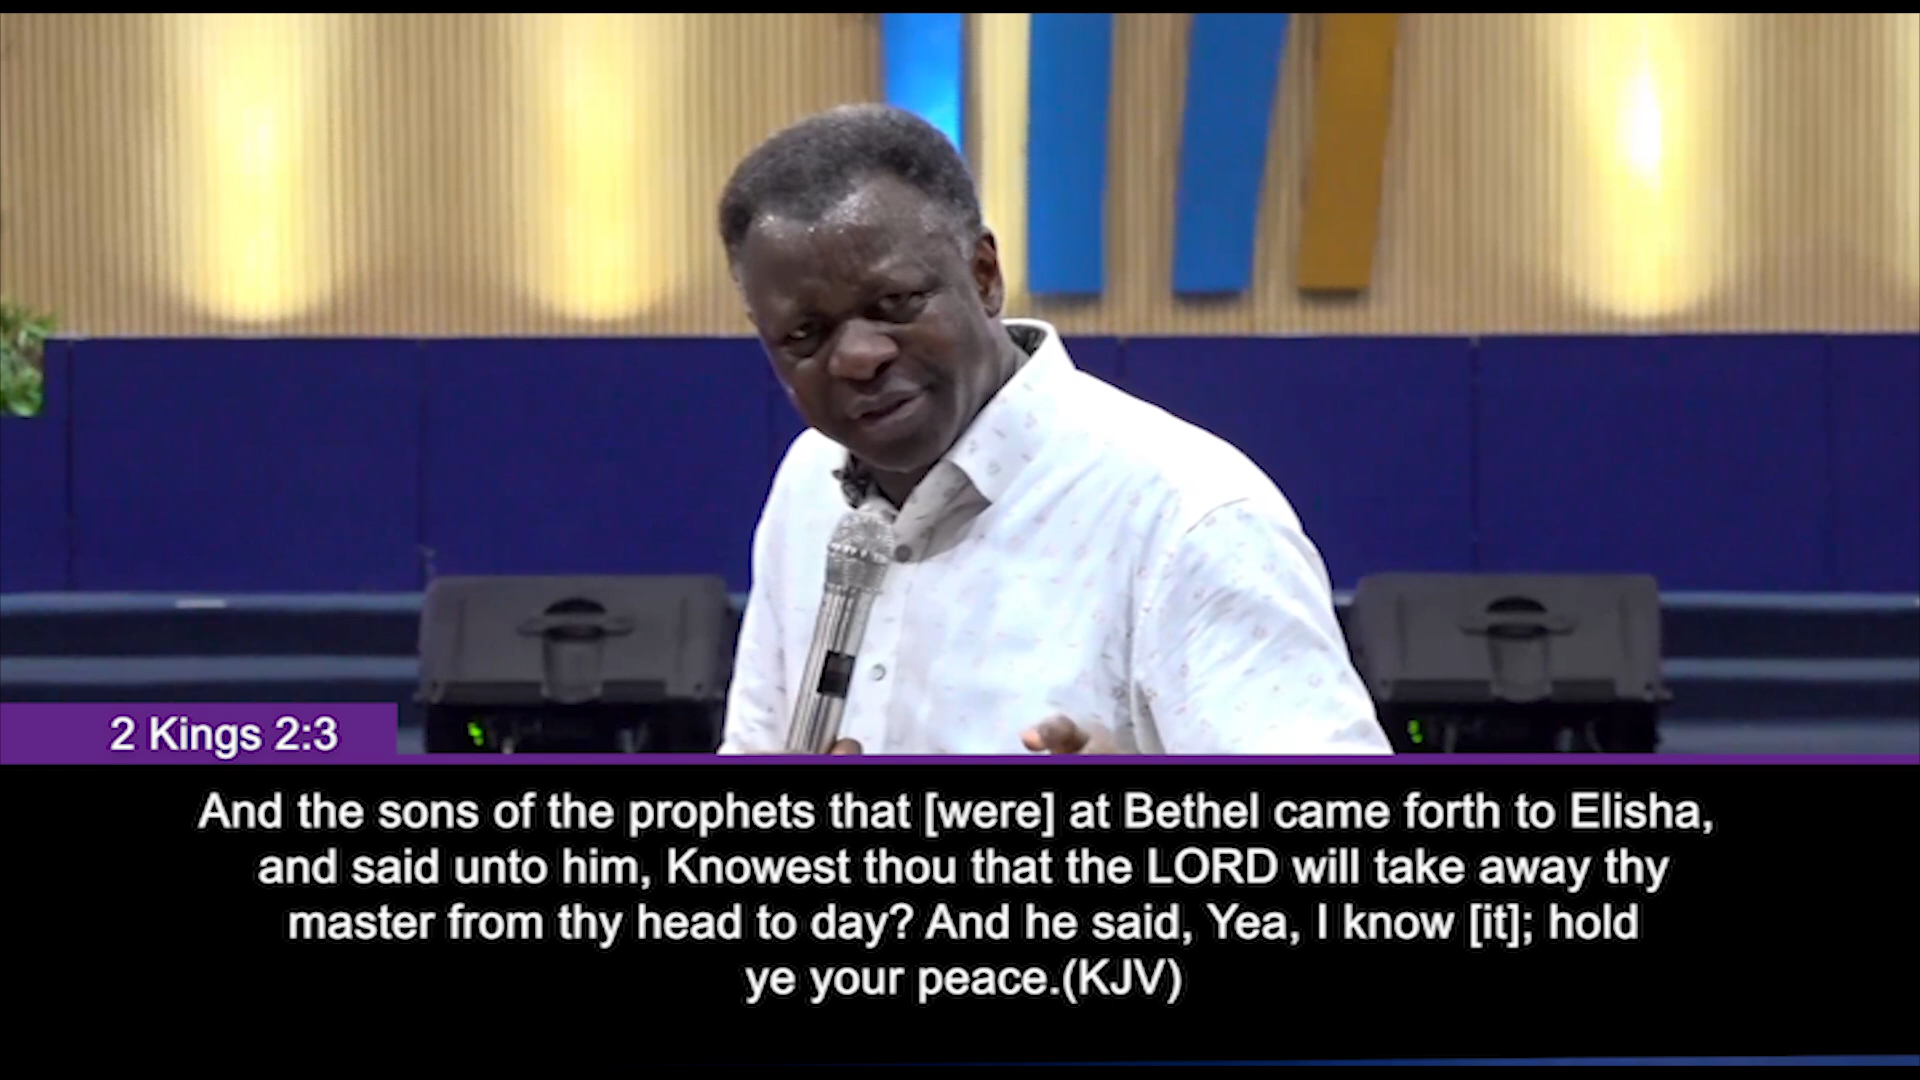 2 Kings 2:3
And the sons of the prophets that [were] at Bethel came forth to Elisha,
and said unto him, Knowest thou that the LORD will take away thy
master from thy head to day? And he said, Yea, I know [it]; hold
ye your peace.(KJV)